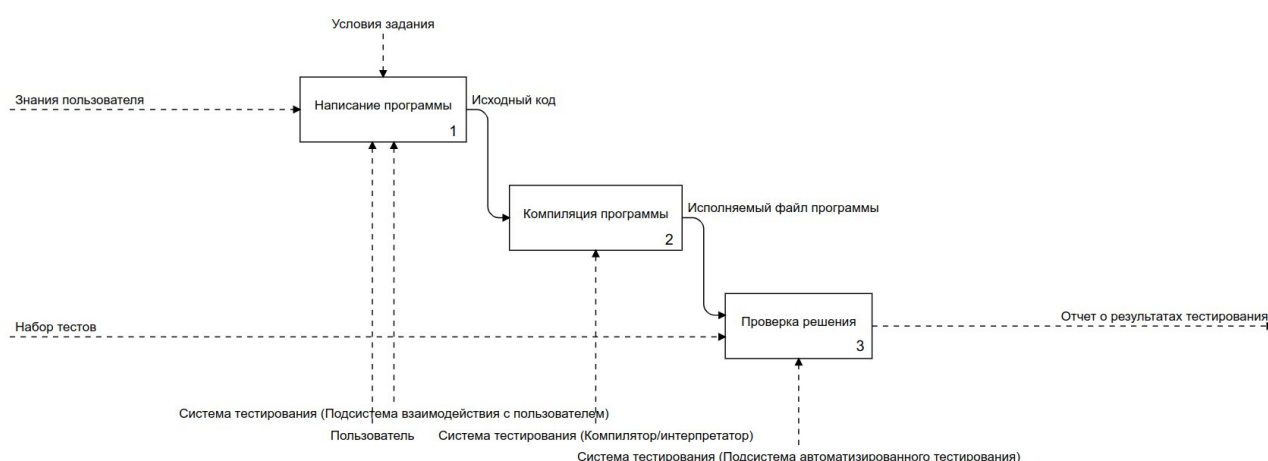 Условия задания
Знания пользователя
Написание программы
1
Исходный код
Компиляция программы
2
Исполняемый файл программы
Набор тестов
Проверка решения
3
Отчет о результатах тестирования
Система тестирования (Подсистема взаимодействия с пользователем)
Пользователь
Система тестирования (Компилятор/интерпретатор)
Система тестирования (Подсистема автоматизированного тестирования)